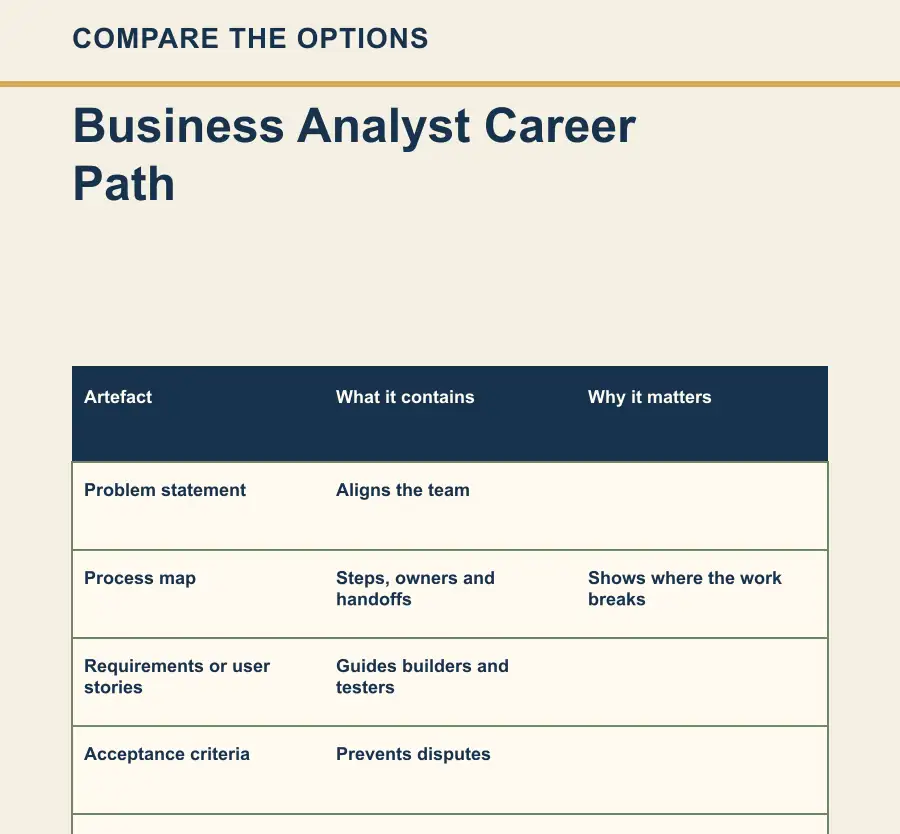 COMPARE THE OPTIONS
Business Analyst Career
Path
Artefact What it contains Why it matters
Problem statement Aligns the team
Process map Steps, owners and Shows where the work
handoffs breaks
Requirements or user Guides builders and
stories testers
Acceptance criteria Prevents disputes